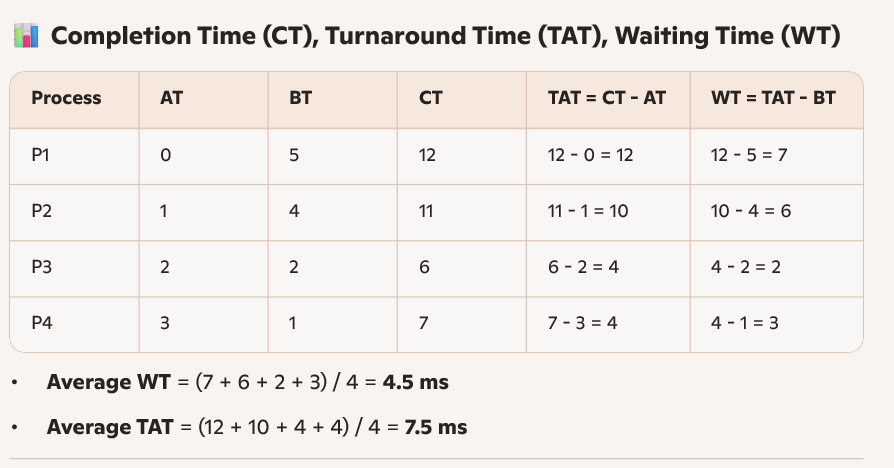 Completion Time (CT), Turnaround Time (TAT), Waiting Time (WT)
Process AT BT CT TAT = CT - AT WT = TAT - BT
P1 0 5 12 12 - 0 = 12 12 - 5 = 7
P2 1 4 11 11 - 1 = 10 10 - 4 = 6
P3 2 2 6 6 - 2 = 4 4 - 2 = 2
P4 3 1 7 7 - 3 = 4 4 - 1 = 3
• Average WT = (7 + 6 + 2 + 3) / 4 = 4.5 ms
• Average TAT = (12 + 10 + 4 + 4) / 4 = 7.5 ms